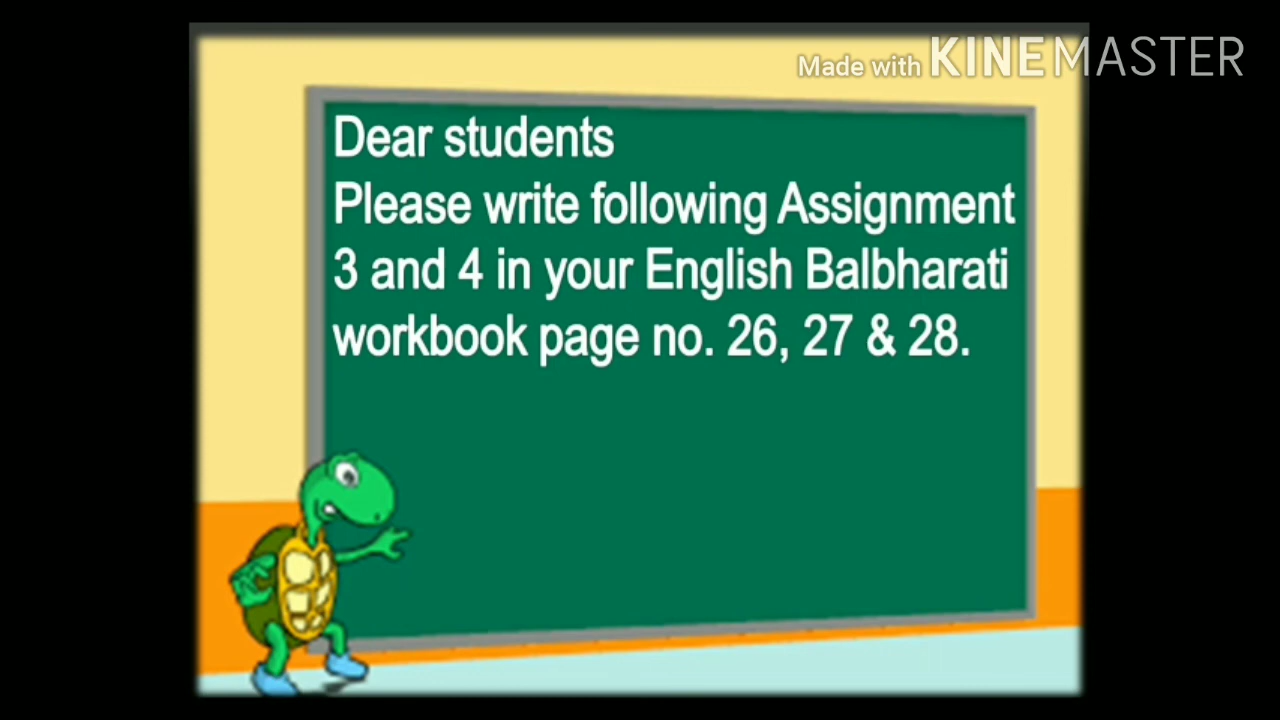 Made with KINEMASTER
Dear students
Please write following Assignment
3 and 4 in your English Balbharati
workbook page no. 26, 27 & 28.